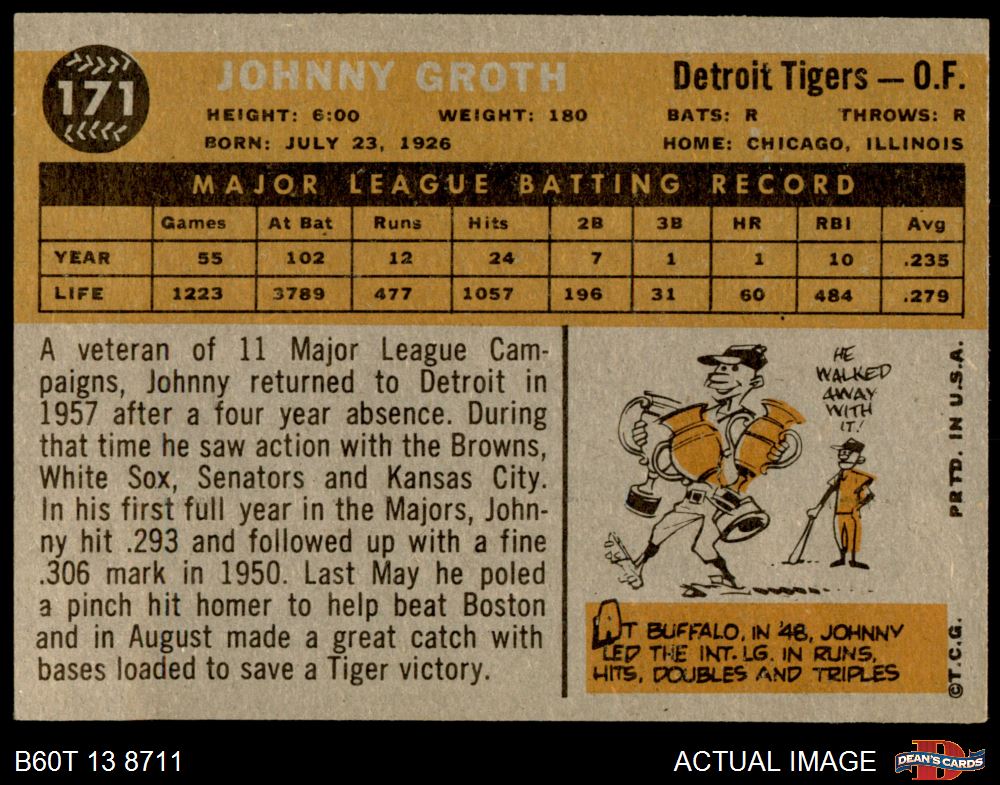 171
JOHNNY GROTH
Detroit Tigers — O.F.
HEIGHT: 6:00 WEIGHT: 180 BATS: R THROWS: R
BORN: JULY 23, 1926 HOME: CHICAGO, ILLINOIS
MAJOR LEAGUE BATTING RECORD
Games At Bat Runs Hits 2B 3B HR RBI Avg
YEAR 55 102 12 24 7 1 1 10 .235
LIFE 1223 3789 477 1057 196 31 60 484 .279
A veteran of 11 Major League Cam-
paigns, Johnny returned to Detroit in
1957 after a four year absence. During
that time he saw action with the Browns,
White Sox, Senators and Kansas City.
In his first full year in the Majors, John-
ny hit .293 and followed up with a fine
.306 mark in 1950. Last May he poled
a pinch hit homer to help beat Boston
and in August made a great catch with
bases loaded to save a Tiger victory.
HE
WALKED
AWAY
WITH
IT!
AT BUFFALO, IN '48, JOHNNY
LED THE INT. LG. IN RUNS,
HITS, DOUBLES AND TRIPLES
©T.C.G. PRTD. IN U.S.A.
B60T 13 8711
ACTUAL IMAGE
DEAN'S CARDS